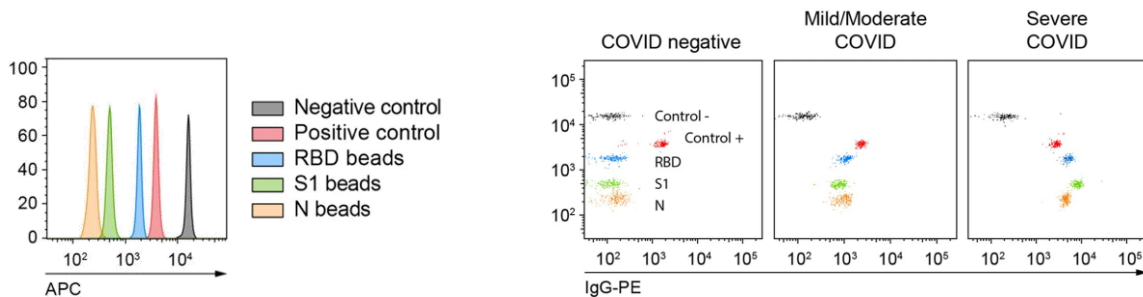 100
80
60
40
20
0
10² 10³ 10⁴
APC
Negative control
Positive control
RBD beads
S1 beads
N beads
COVID negative
Mild/Moderate
COVID
Severe
COVID
10⁵
10⁴
10³
10²
Control -
Control +
RBD
S1
N
10² 10³ 10⁴ 10⁵
10² 10³ 10⁴ 10⁵
10² 10³ 10⁴ 10⁵
IgG-PE